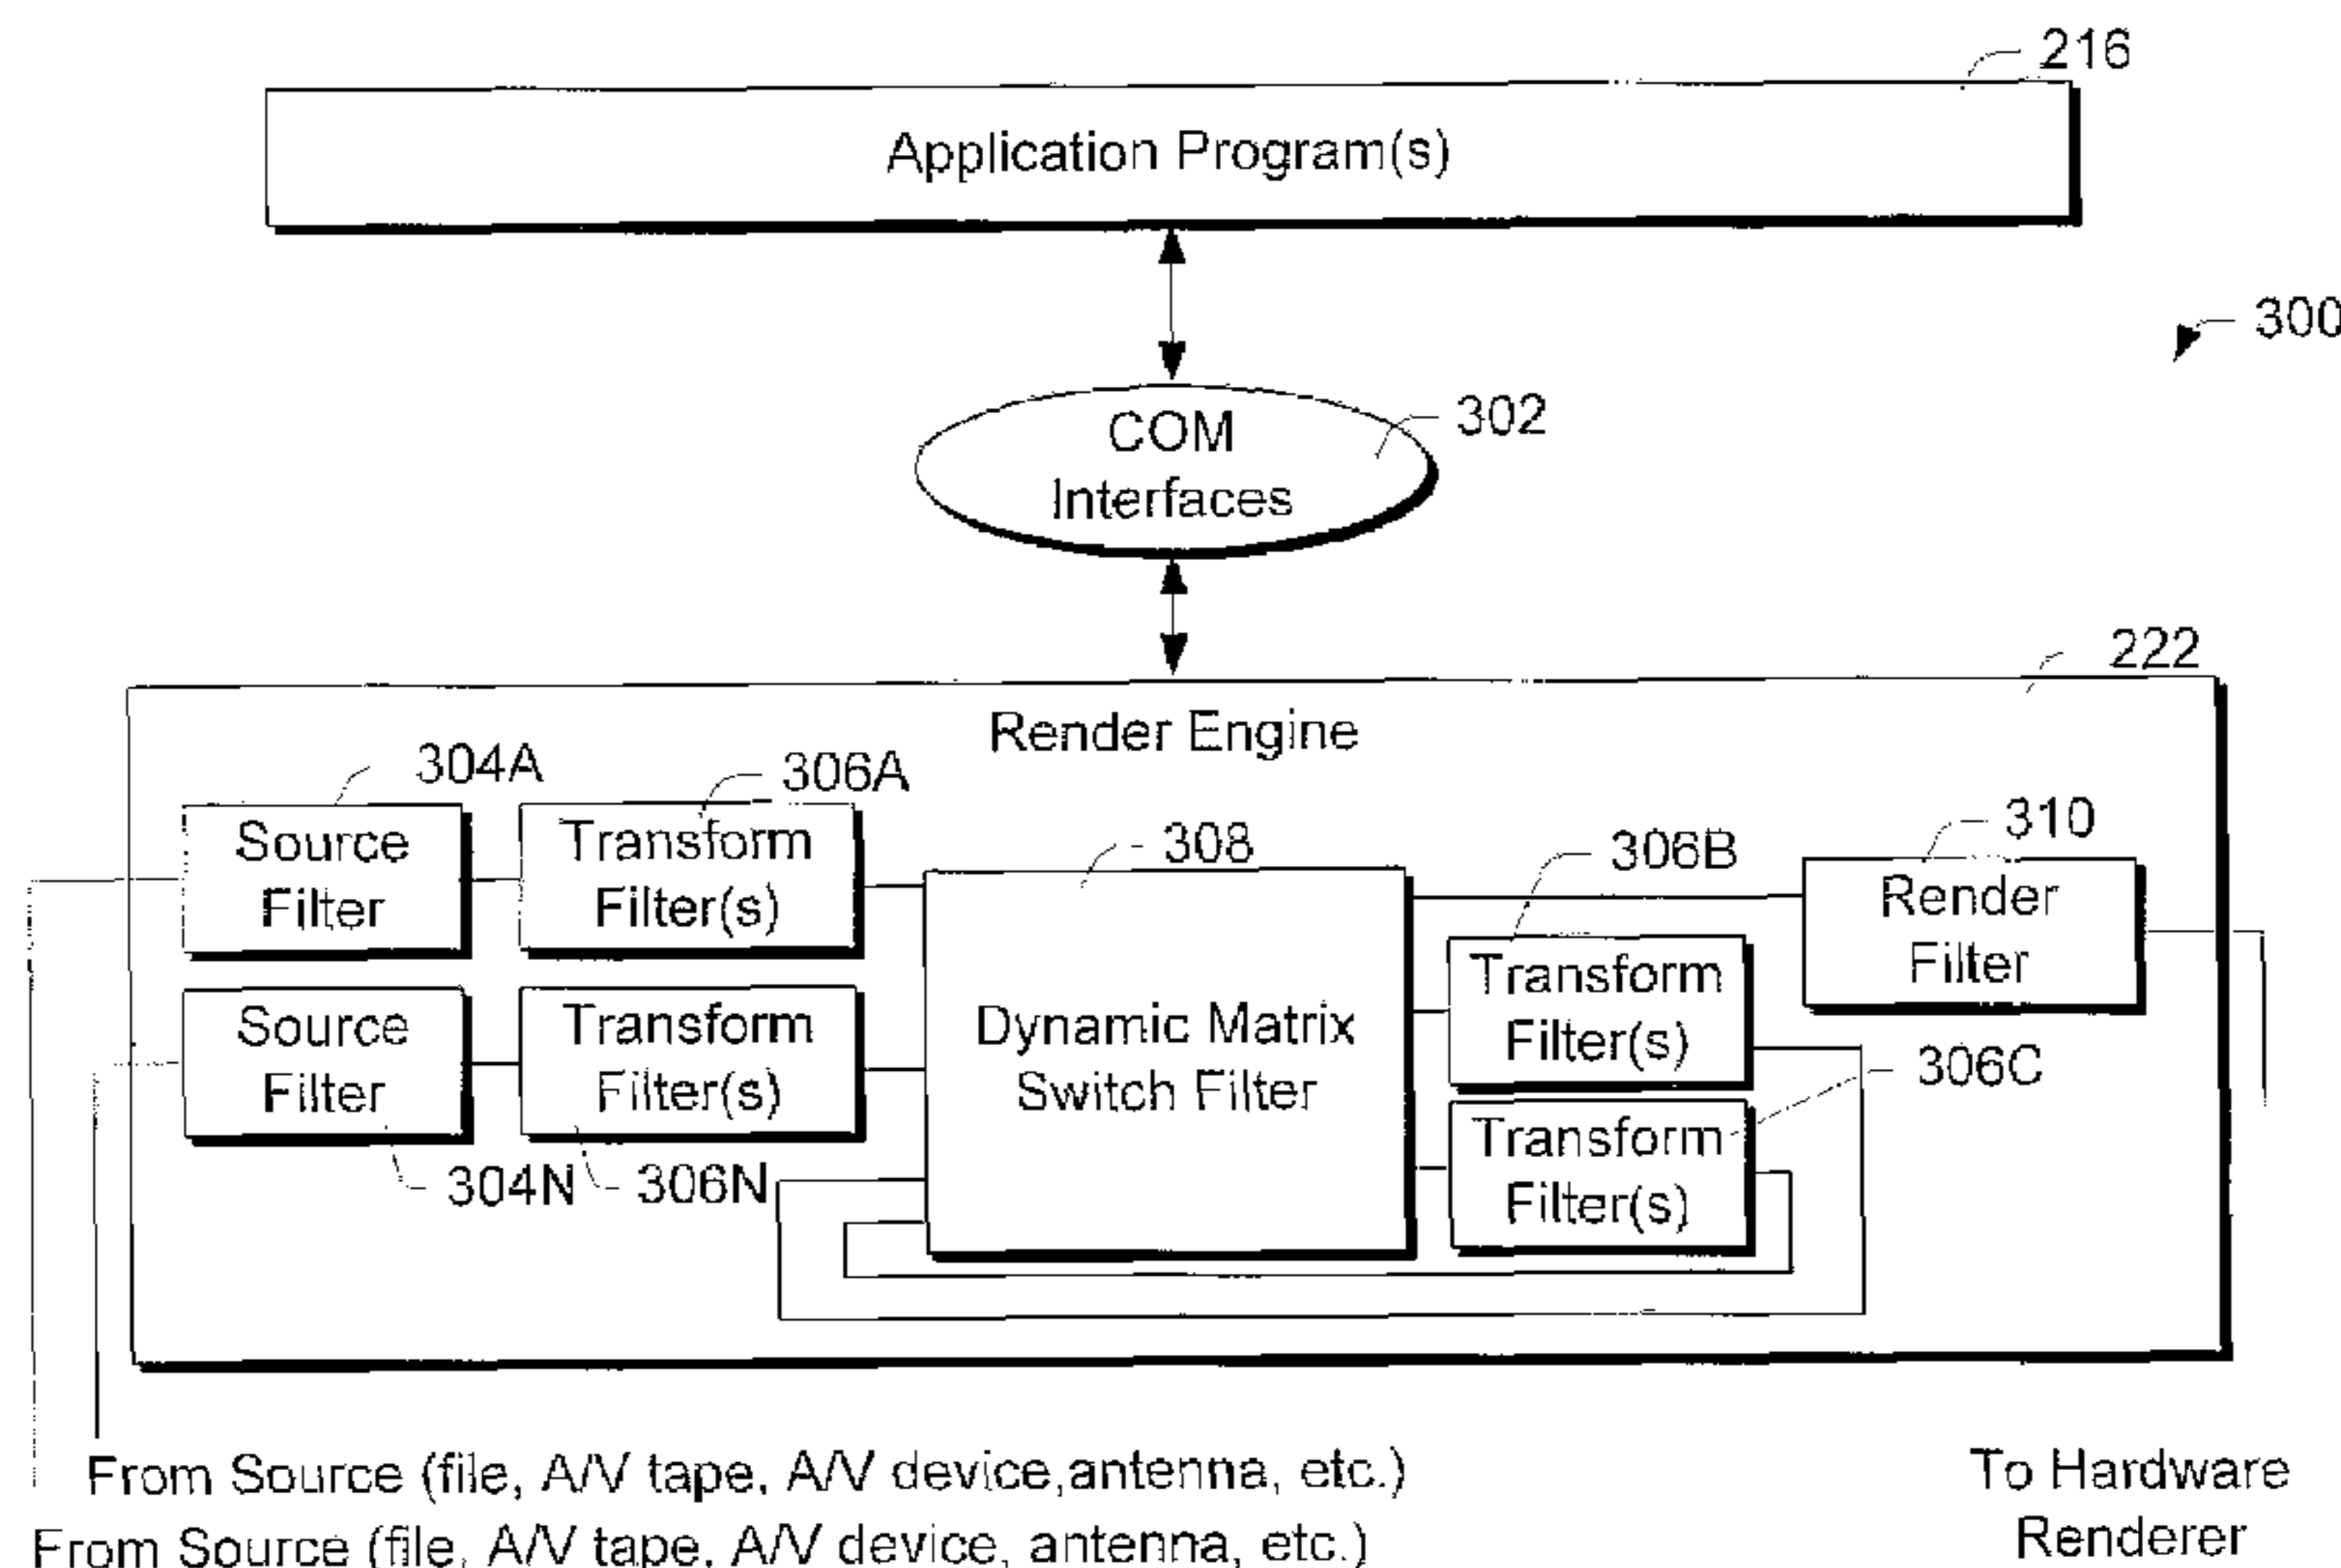 216
Application Program(s)
300
COM
Interfaces
302
222
Render Engine
304A
306A
308
306B
310
Source
Filter
Transform
Filter(s)
Render
Filter
Transform
Filter(s)
Source
Filter
Transform
Filter(s)
Dynamic Matrix
Switch Filter
306C
Transform
Filter(s)
304N
306N
From Source (file, A/V tape, A/V device,antenna, etc.)
From Source (file, A/V tape, A/V device, antenna, etc.)
To Hardware
Renderer